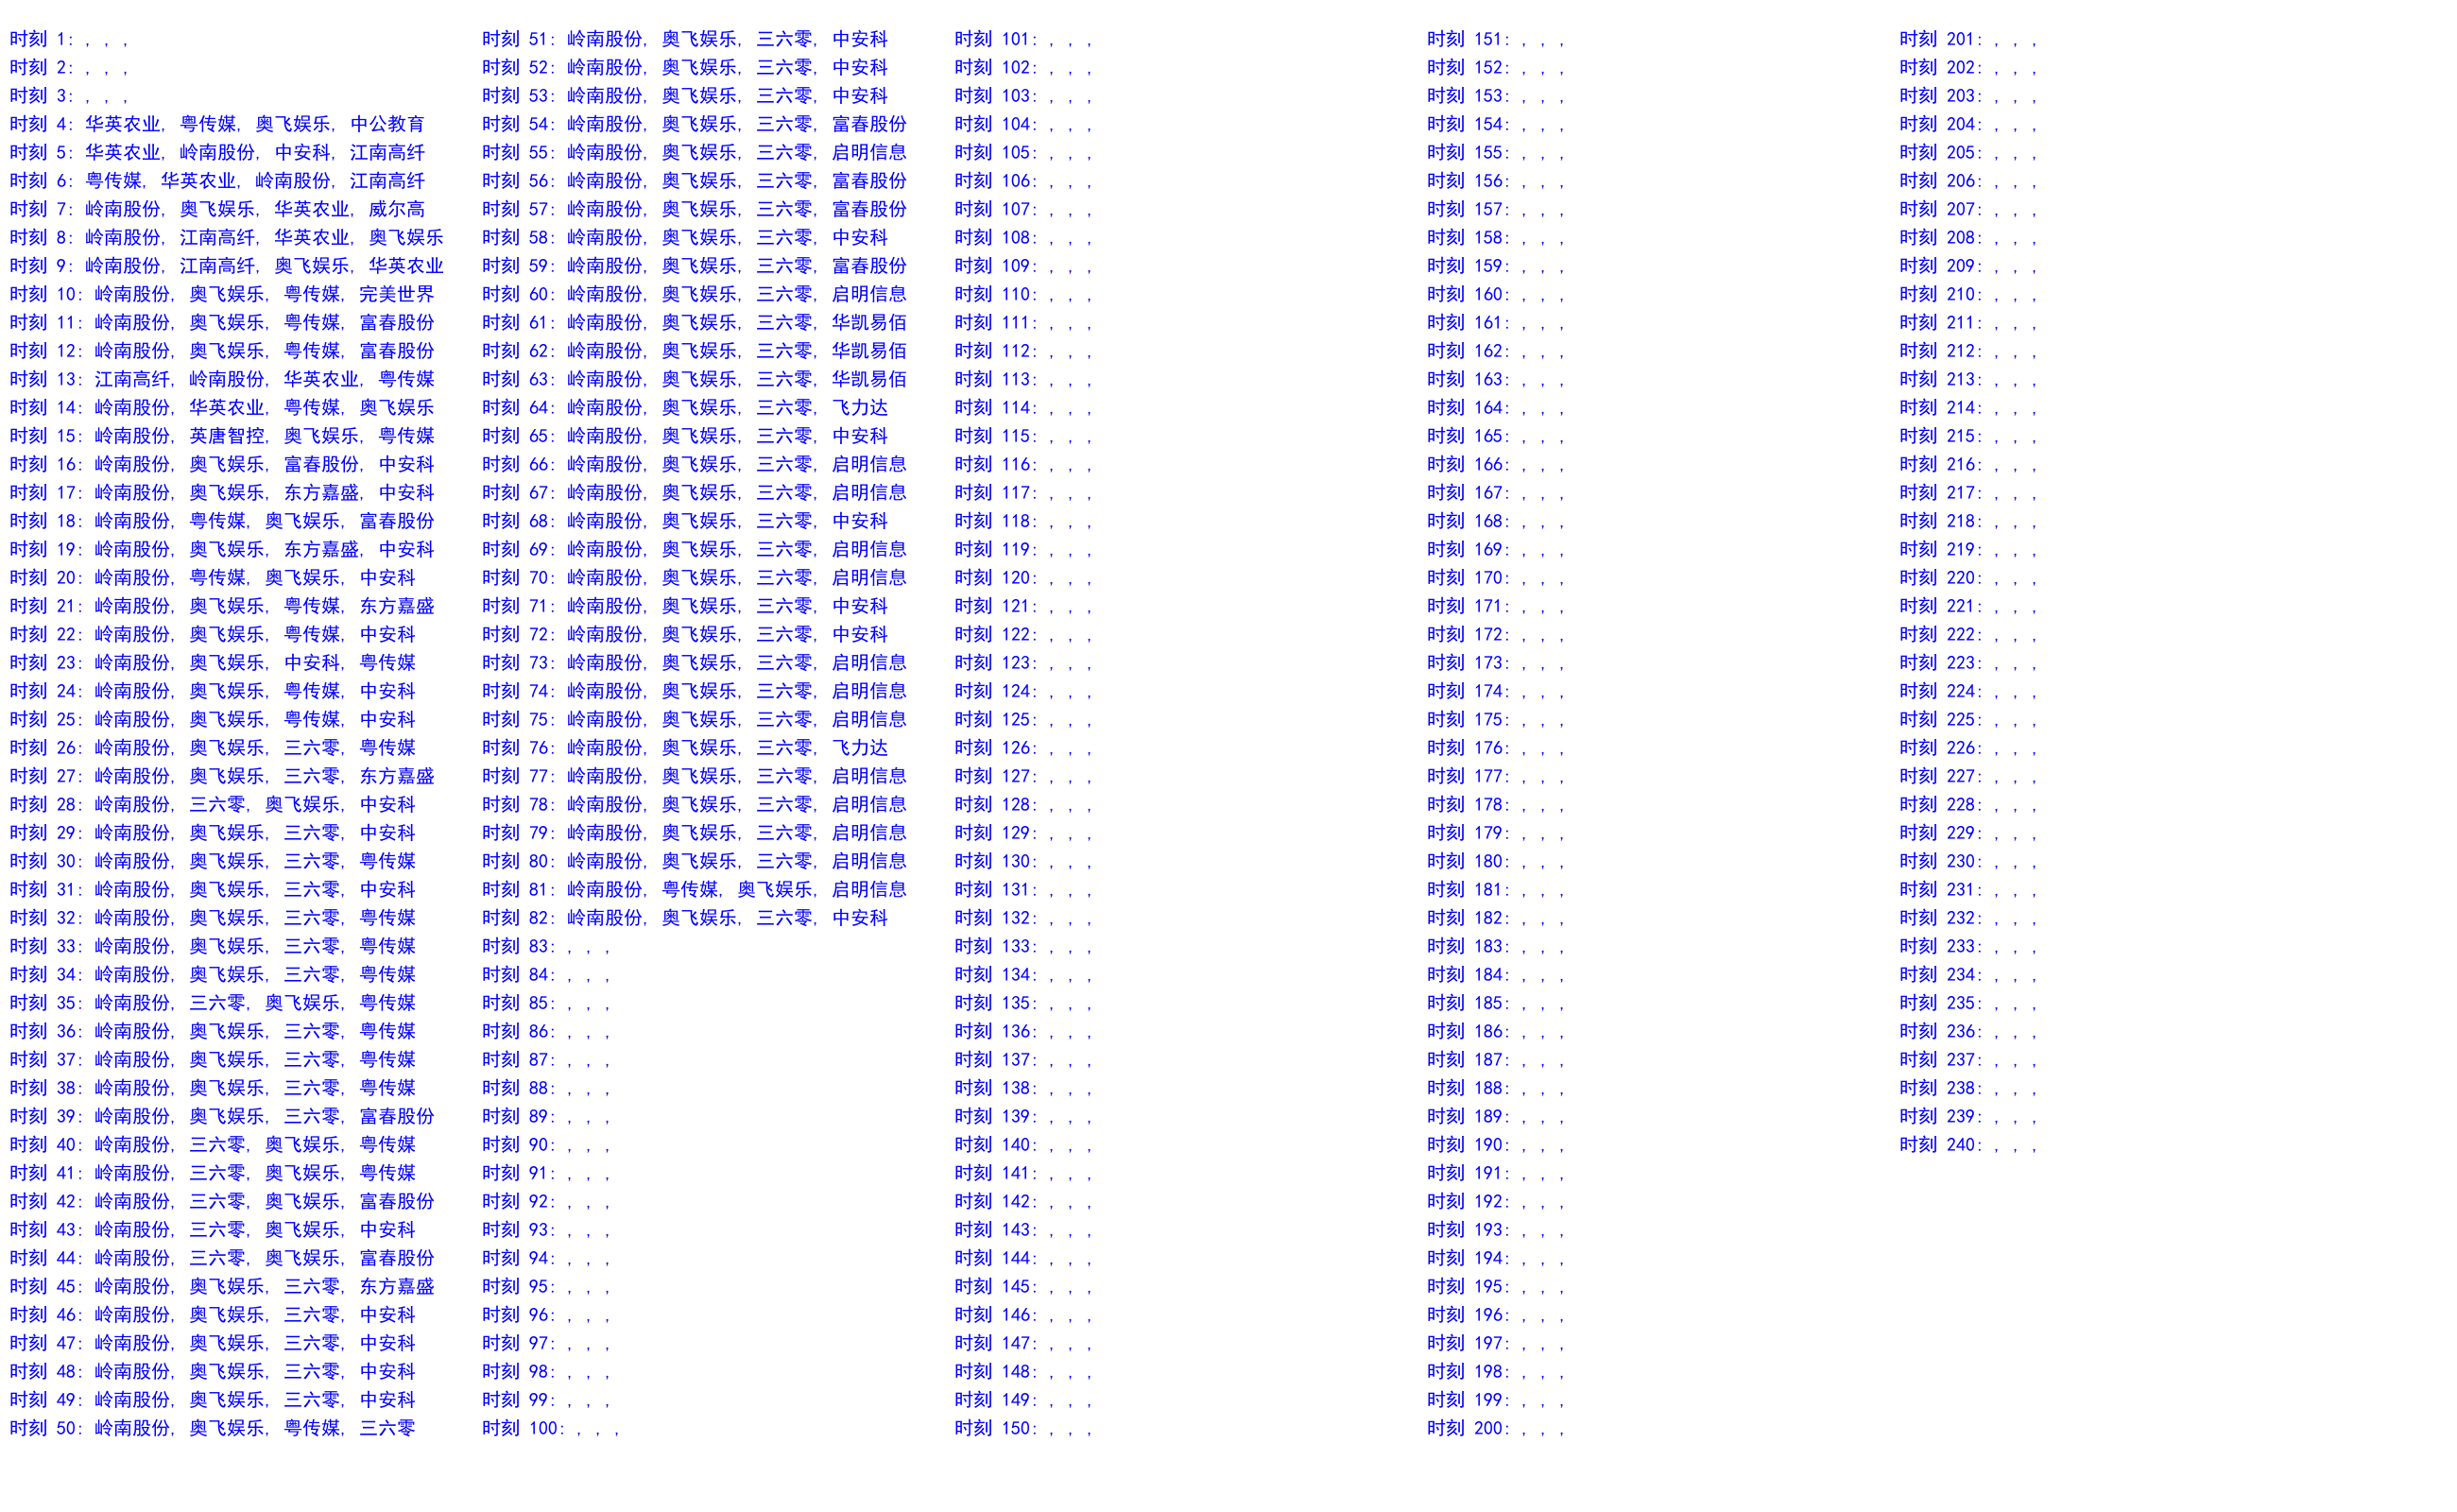 时刻 1: , , ,
时刻 2: , , ,
时刻 3: , , ,
时刻 4: 华英农业, 粤传媒, 奥飞娱乐, 中公教育
时刻 5: 华英农业, 岭南股份, 中安科, 江南高纤
时刻 6: 粤传媒, 华英农业, 岭南股份, 江南高纤
时刻 7: 岭南股份, 奥飞娱乐, 华英农业, 威尔高
时刻 8: 岭南股份, 江南高纤, 华英农业, 奥飞娱乐
时刻 9: 岭南股份, 江南高纤, 奥飞娱乐, 华英农业
时刻 10: 岭南股份, 奥飞娱乐, 粤传媒, 完美世界
时刻 11: 岭南股份, 奥飞娱乐, 粤传媒, 富春股份
时刻 12: 岭南股份, 奥飞娱乐, 粤传媒, 富春股份
时刻 13: 江南高纤, 岭南股份, 华英农业, 粤传媒
时刻 14: 岭南股份, 华英农业, 粤传媒, 奥飞娱乐
时刻 15: 岭南股份, 英唐智控, 奥飞娱乐, 粤传媒
时刻 16: 岭南股份, 奥飞娱乐, 富春股份, 中安科
时刻 17: 岭南股份, 奥飞娱乐, 东方嘉盛, 中安科
时刻 18: 岭南股份, 粤传媒, 奥飞娱乐, 富春股份
时刻 19: 岭南股份, 奥飞娱乐, 东方嘉盛, 中安科
时刻 20: 岭南股份, 粤传媒, 奥飞娱乐, 中安科
时刻 21: 岭南股份, 奥飞娱乐, 粤传媒, 东方嘉盛
时刻 22: 岭南股份, 奥飞娱乐, 粤传媒, 中安科
时刻 23: 岭南股份, 奥飞娱乐, 中安科, 粤传媒
时刻 24: 岭南股份, 奥飞娱乐, 粤传媒, 中安科
时刻 25: 岭南股份, 奥飞娱乐, 粤传媒, 中安科
时刻 26: 岭南股份, 奥飞娱乐, 三六零, 粤传媒
时刻 27: 岭南股份, 奥飞娱乐, 三六零, 东方嘉盛
时刻 28: 岭南股份, 三六零, 奥飞娱乐, 中安科
时刻 29: 岭南股份, 奥飞娱乐, 三六零, 中安科
时刻 30: 岭南股份, 奥飞娱乐, 三六零, 粤传媒
时刻 31: 岭南股份, 奥飞娱乐, 三六零, 中安科
时刻 32: 岭南股份, 奥飞娱乐, 三六零, 粤传媒
时刻 33: 岭南股份, 奥飞娱乐, 三六零, 粤传媒
时刻 34: 岭南股份, 奥飞娱乐, 三六零, 粤传媒
时刻 35: 岭南股份, 三六零, 奥飞娱乐, 粤传媒
时刻 36: 岭南股份, 奥飞娱乐, 三六零, 粤传媒
时刻 37: 岭南股份, 奥飞娱乐, 三六零, 粤传媒
时刻 38: 岭南股份, 奥飞娱乐, 三六零, 粤传媒
时刻 39: 岭南股份, 奥飞娱乐, 三六零, 富春股份
时刻 40: 岭南股份, 三六零, 奥飞娱乐, 粤传媒
时刻 41: 岭南股份, 三六零, 奥飞娱乐, 粤传媒
时刻 42: 岭南股份, 三六零, 奥飞娱乐, 富春股份
时刻 43: 岭南股份, 三六零, 奥飞娱乐, 中安科
时刻 44: 岭南股份, 三六零, 奥飞娱乐, 富春股份
时刻 45: 岭南股份, 奥飞娱乐, 三六零, 东方嘉盛
时刻 46: 岭南股份, 奥飞娱乐, 三六零, 中安科
时刻 47: 岭南股份, 奥飞娱乐, 三六零, 中安科
时刻 48: 岭南股份, 奥飞娱乐, 三六零, 中安科
时刻 49: 岭南股份, 奥飞娱乐, 三六零, 中安科
时刻 50: 岭南股份, 奥飞娱乐, 粤传媒, 三六零
时刻 51: 岭南股份, 奥飞娱乐, 三六零, 中安科
时刻 52: 岭南股份, 奥飞娱乐, 三六零, 中安科
时刻 53: 岭南股份, 奥飞娱乐, 三六零, 中安科
时刻 54: 岭南股份, 奥飞娱乐, 三六零, 富春股份
时刻 55: 岭南股份, 奥飞娱乐, 三六零, 启明信息
时刻 56: 岭南股份, 奥飞娱乐, 三六零, 富春股份
时刻 57: 岭南股份, 奥飞娱乐, 三六零, 富春股份
时刻 58: 岭南股份, 奥飞娱乐, 三六零, 中安科
时刻 59: 岭南股份, 奥飞娱乐, 三六零, 富春股份
时刻 60: 岭南股份, 奥飞娱乐, 三六零, 启明信息
时刻 61: 岭南股份, 奥飞娱乐, 三六零, 华凯易佰
时刻 62: 岭南股份, 奥飞娱乐, 三六零, 华凯易佰
时刻 63: 岭南股份, 奥飞娱乐, 三六零, 华凯易佰
时刻 64: 岭南股份, 奥飞娱乐, 三六零, 飞力达
时刻 65: 岭南股份, 奥飞娱乐, 三六零, 中安科
时刻 66: 岭南股份, 奥飞娱乐, 三六零, 启明信息
时刻 67: 岭南股份, 奥飞娱乐, 三六零, 启明信息
时刻 68: 岭南股份, 奥飞娱乐, 三六零, 中安科
时刻 69: 岭南股份, 奥飞娱乐, 三六零, 启明信息
时刻 70: 岭南股份, 奥飞娱乐, 三六零, 启明信息
时刻 71: 岭南股份, 奥飞娱乐, 三六零, 中安科
时刻 72: 岭南股份, 奥飞娱乐, 三六零, 中安科
时刻 73: 岭南股份, 奥飞娱乐, 三六零, 启明信息
时刻 74: 岭南股份, 奥飞娱乐, 三六零, 启明信息
时刻 75: 岭南股份, 奥飞娱乐, 三六零, 启明信息
时刻 76: 岭南股份, 奥飞娱乐, 三六零, 飞力达
时刻 77: 岭南股份, 奥飞娱乐, 三六零, 启明信息
时刻 78: 岭南股份, 奥飞娱乐, 三六零, 启明信息
时刻 79: 岭南股份, 奥飞娱乐, 三六零, 启明信息
时刻 80: 岭南股份, 奥飞娱乐, 三六零, 启明信息
时刻 81: 岭南股份, 粤传媒, 奥飞娱乐, 启明信息
时刻 82: 岭南股份, 奥飞娱乐, 三六零, 中安科
时刻 83: , , ,
时刻 84: , , ,
时刻 85: , , ,
时刻 86: , , ,
时刻 87: , , ,
时刻 88: , , ,
时刻 89: , , ,
时刻 90: , , ,
时刻 91: , , ,
时刻 92: , , ,
时刻 93: , , ,
时刻 94: , , ,
时刻 95: , , ,
时刻 96: , , ,
时刻 97: , , ,
时刻 98: , , ,
时刻 99: , , ,
时刻 100: , , ,
时刻 101: , , ,
时刻 102: , , ,
时刻 103: , , ,
时刻 104: , , ,
时刻 105: , , ,
时刻 106: , , ,
时刻 107: , , ,
时刻 108: , , ,
时刻 109: , , ,
时刻 110: , , ,
时刻 111: , , ,
时刻 112: , , ,
时刻 113: , , ,
时刻 114: , , ,
时刻 115: , , ,
时刻 116: , , ,
时刻 117: , , ,
时刻 118: , , ,
时刻 119: , , ,
时刻 120: , , ,
时刻 121: , , ,
时刻 122: , , ,
时刻 123: , , ,
时刻 124: , , ,
时刻 125: , , ,
时刻 126: , , ,
时刻 127: , , ,
时刻 128: , , ,
时刻 129: , , ,
时刻 130: , , ,
时刻 131: , , ,
时刻 132: , , ,
时刻 133: , , ,
时刻 134: , , ,
时刻 135: , , ,
时刻 136: , , ,
时刻 137: , , ,
时刻 138: , , ,
时刻 139: , , ,
时刻 140: , , ,
时刻 141: , , ,
时刻 142: , , ,
时刻 143: , , ,
时刻 144: , , ,
时刻 145: , , ,
时刻 146: , , ,
时刻 147: , , ,
时刻 148: , , ,
时刻 149: , , ,
时刻 150: , , ,
时刻 151: , , ,
时刻 152: , , ,
时刻 153: , , ,
时刻 154: , , ,
时刻 155: , , ,
时刻 156: , , ,
时刻 157: , , ,
时刻 158: , , ,
时刻 159: , , ,
时刻 160: , , ,
时刻 161: , , ,
时刻 162: , , ,
时刻 163: , , ,
时刻 164: , , ,
时刻 165: , , ,
时刻 166: , , ,
时刻 167: , , ,
时刻 168: , , ,
时刻 169: , , ,
时刻 170: , , ,
时刻 171: , , ,
时刻 172: , , ,
时刻 173: , , ,
时刻 174: , , ,
时刻 175: , , ,
时刻 176: , , ,
时刻 177: , , ,
时刻 178: , , ,
时刻 179: , , ,
时刻 180: , , ,
时刻 181: , , ,
时刻 182: , , ,
时刻 183: , , ,
时刻 184: , , ,
时刻 185: , , ,
时刻 186: , , ,
时刻 187: , , ,
时刻 188: , , ,
时刻 189: , , ,
时刻 190: , , ,
时刻 191: , , ,
时刻 192: , , ,
时刻 193: , , ,
时刻 194: , , ,
时刻 195: , , ,
时刻 196: , , ,
时刻 197: , , ,
时刻 198: , , ,
时刻 199: , , ,
时刻 200: , , ,
时刻 201: , , ,
时刻 202: , , ,
时刻 203: , , ,
时刻 204: , , ,
时刻 205: , , ,
时刻 206: , , ,
时刻 207: , , ,
时刻 208: , , ,
时刻 209: , , ,
时刻 210: , , ,
时刻 211: , , ,
时刻 212: , , ,
时刻 213: , , ,
时刻 214: , , ,
时刻 215: , , ,
时刻 216: , , ,
时刻 217: , , ,
时刻 218: , , ,
时刻 219: , , ,
时刻 220: , , ,
时刻 221: , , ,
时刻 222: , , ,
时刻 223: , , ,
时刻 224: , , ,
时刻 225: , , ,
时刻 226: , , ,
时刻 227: , , ,
时刻 228: , , ,
时刻 229: , , ,
时刻 230: , , ,
时刻 231: , , ,
时刻 232: , , ,
时刻 233: , , ,
时刻 234: , , ,
时刻 235: , , ,
时刻 236: , , ,
时刻 237: , , ,
时刻 238: , , ,
时刻 239: , , ,
时刻 240: , , ,